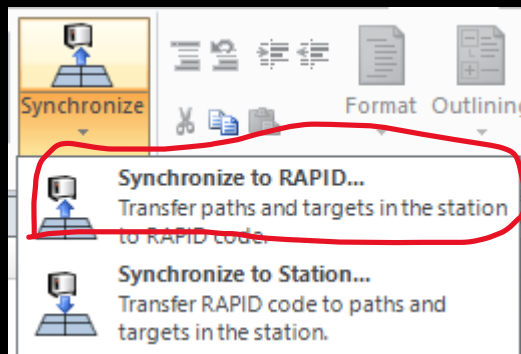 Synchronize
Format Outlining
Synchronize to RAPID...
Transfer paths and targets in the station
to RAPID code.
Synchronize to Station...
Transfer RAPID code to paths and
targets in the station.